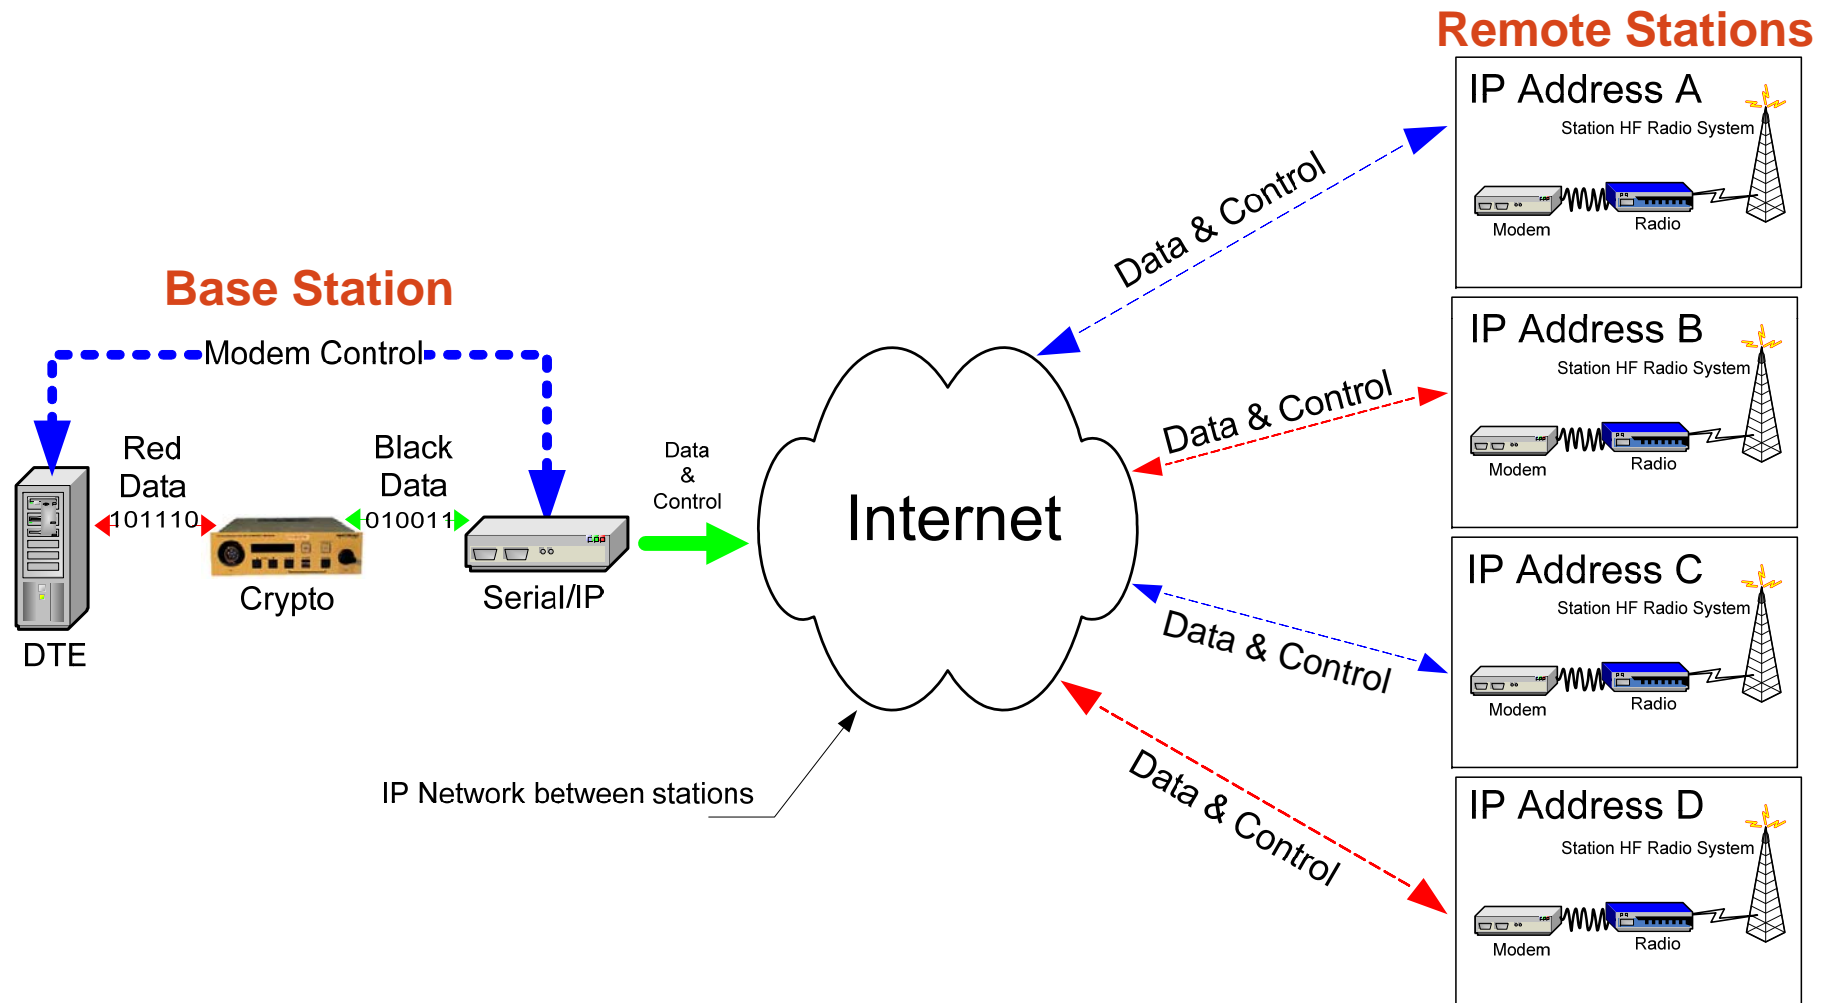 Remote Stations
Base Station
Modem Control
Red
Data
101110
Black
Data
010011
DTE
Crypto
Serial/IP
Data
&
Control
Internet
IP Network between stations
Data & Control
Data & Control
Data & Control
Data & Control
IP Address A
Station HF Radio System
Modem
Radio
IP Address B
Station HF Radio System
Modem
Radio
IP Address C
Station HF Radio System
Modem
Radio
IP Address D
Station HF Radio System
Modem
Radio